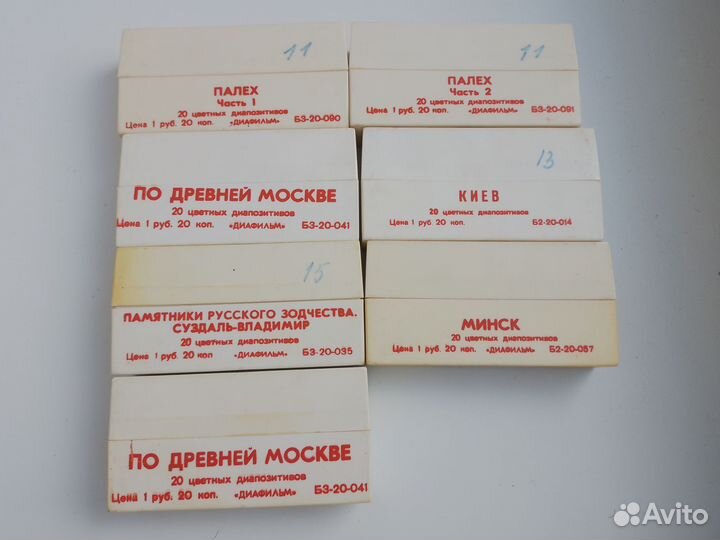 11
ПАЛЕХ
Часть 1
20 цветных диапозитивов
Цена 1 руб. 20 коп. «ДИАФИЛЬМ» БЗ-20-090
11
ПАЛЕХ
Часть 2
20 цветных диапозитивов
Цена 1 руб. 20 коп. «ДИАФИЛЬМ» БЗ-20-091
ПО ДРЕВНЕЙ МОСКВЕ
20 цветных диапозитивов
Цена 1 руб. 20 коп. «ДИАФИЛЬМ» БЗ-20-041
13
КИЕВ
20 цветных диапозитивов
Цена 1 руб. 20 коп. «ДИАФИЛЬМ» Б2-20-014
15
ПАМЯТНИКИ РУССКОГО ЗОДЧЕСТВА.
СУЗДАЛЬ-ВЛАДИМИР
20 цветных диапозитивов
Цена 1 руб. 20 коп «ДИАФИЛЬМ» БЗ-20-035
МИНСК
20 цветных диапозитивов
Цена 1 руб. 20 коп. «ДИАФИЛЬМ» Б2-20-057
ПО ДРЕВНЕЙ МОСКВЕ
20 цветных диапозитивов
Цена 1 руб. 20 коп. «ДИАФИЛЬМ» БЗ-20-041
Avito